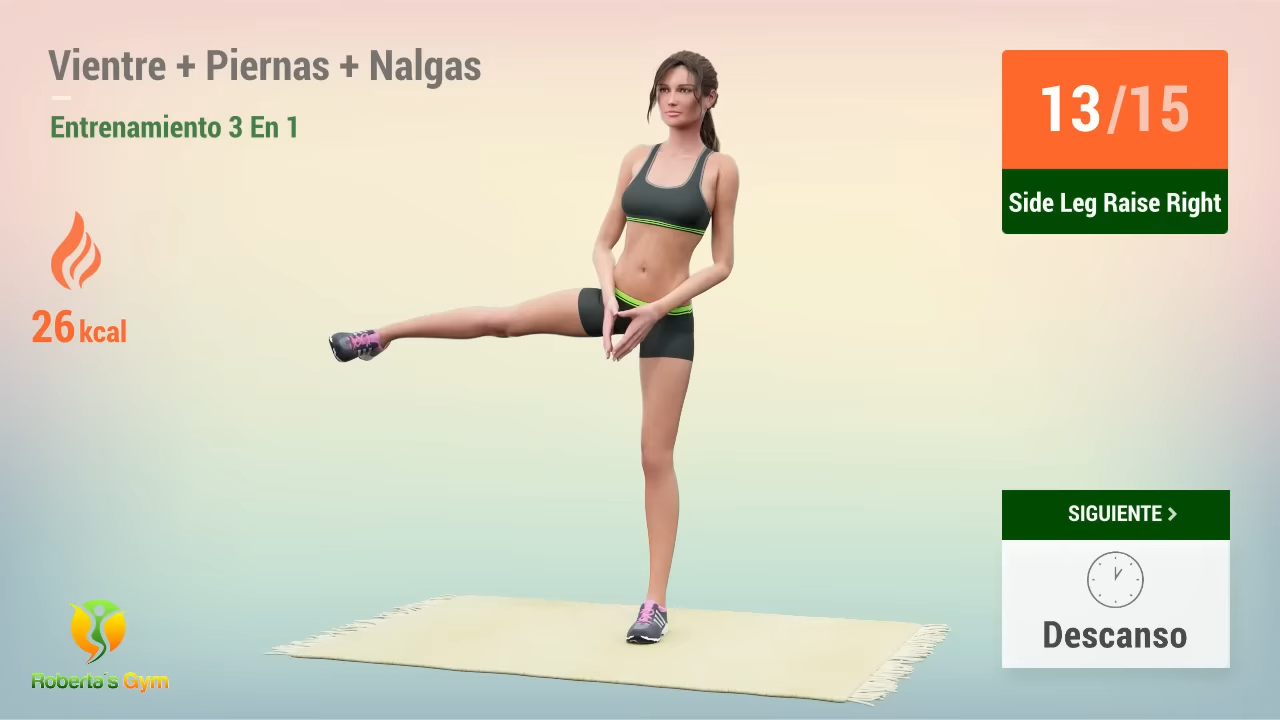 Vientre + Piernas + Nalgas
Entrenamiento 3 En 1
26 kcal
13/15
Side Leg Raise Right
SIGUIENTE >
Descanso
Roberta's Gym